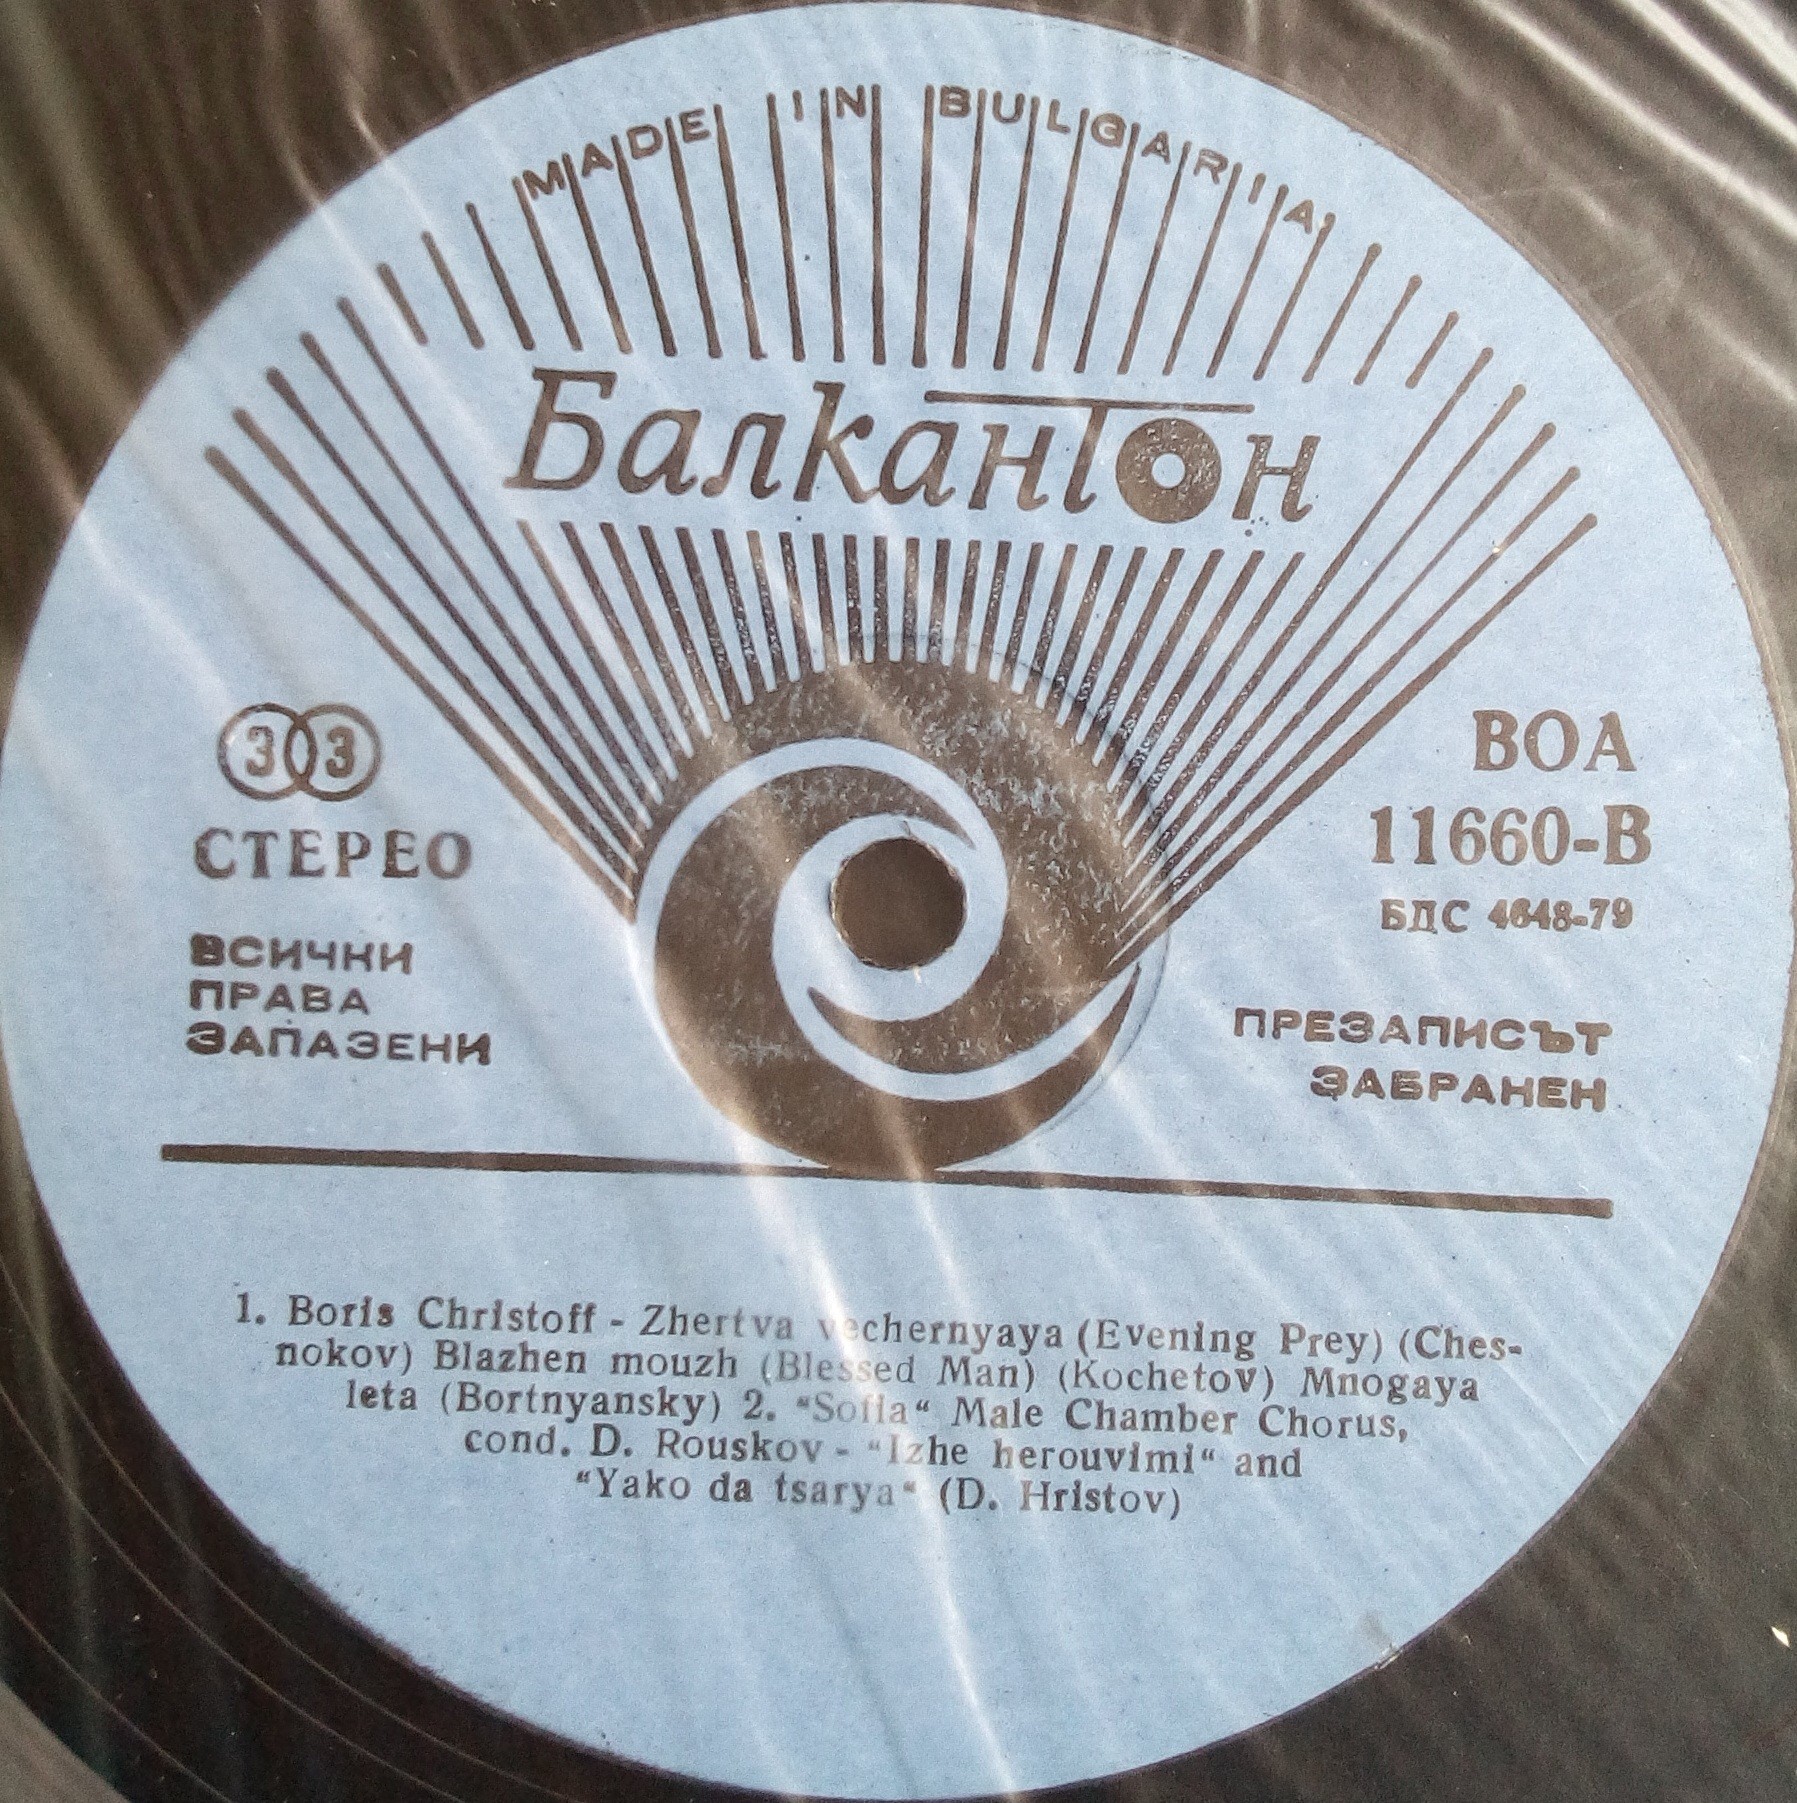 MADE IN BULGARIA
Балкантон
33
СТЕРЕО
ВСИЧКИ
ПРАВА
ЗАПАЗЕНИ
ВОА
11660-В
БДС 4648-79
ПРЕЗАПИСЪТ
ЗАБРАНЕН
1. Boris Christoff - Zhertva vechernyaya (Evening Prey) (Ches-
nokov) Blazhen mouzh (Blessed Man) (Kochetov) Mnogaya
leta (Bortnyansky) 2. "Sofia" Male Chamber Chorus,
cond. D. Rouskov - "Izhe herouvimi" and
"Yako da tsarya" (D. Hristov)